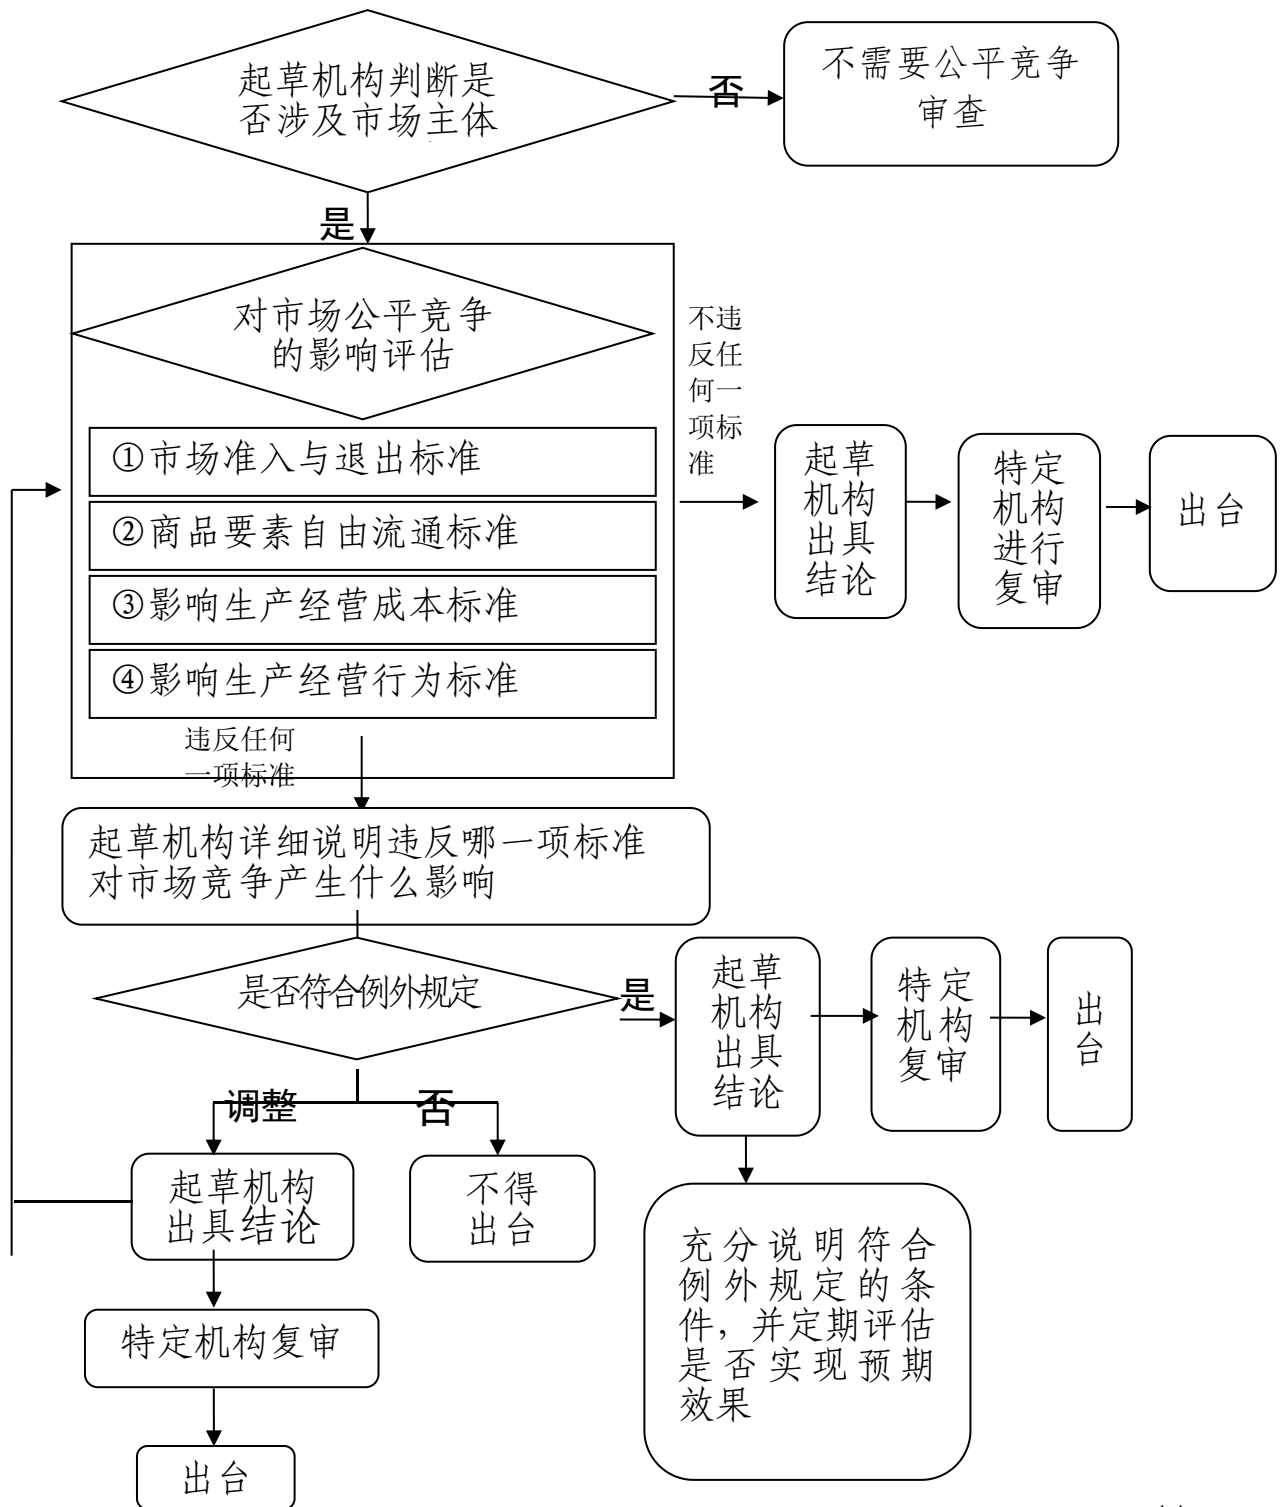 起草机构判断是
否涉及市场主体
否
不需要公平竞争
审查
是
对市场公平竞争
的影响评估
①市场准入与退出标准
②商品要素自由流通标准
③影响生产经营成本标准
④影响生产经营行为标准
不违
反任
何一
项标
准
起草
机构
出具
结论
特定
机构
进行
复审
出台
违反任何
一项标准
起草机构详细说明违反哪一项标准
对市场竞争产生什么影响
是否符合例外规定
是
起草
机构
出具
结论
特定
机构
复审
出
台
调整
否
起草机构
出具结论
不得
出台
充分说明符合
例外规定的条
件，并定期评估
是否实现预期
效果
特定机构复审
出台